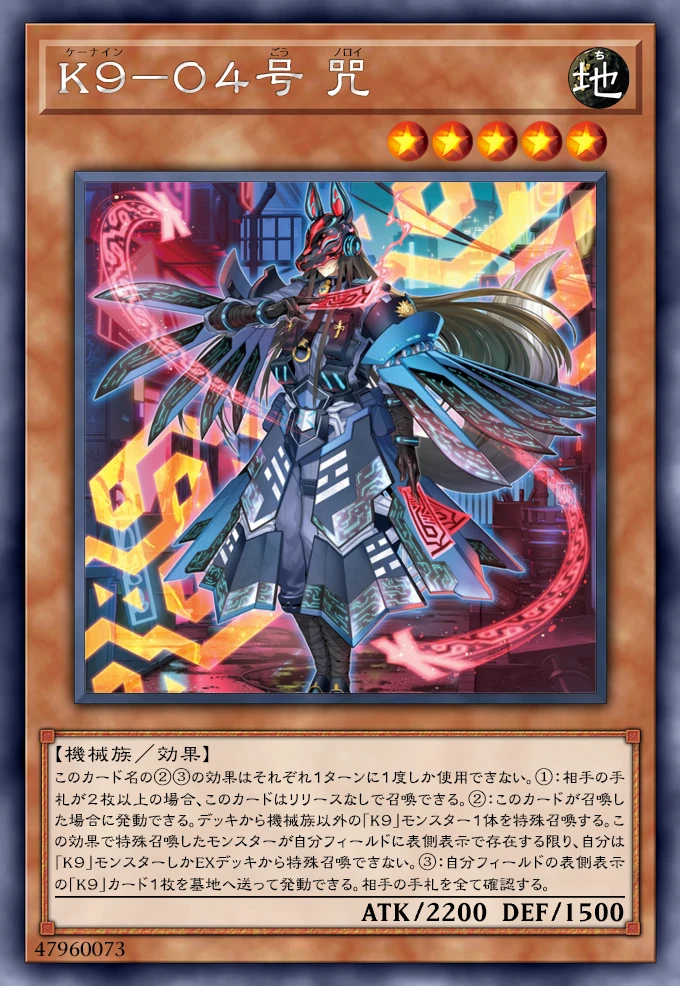 ケーナイン ごう ノロイ
K9－04号 咒
ち
地
【機械族／効果】
このカード名の②③の効果はそれぞれ1ターンに1度しか使用できない。①：相手の手
札が2枚以上の場合、このカードはリリースなしで召喚できる。②：このカードが召喚し
た場合に発動できる。デッキから機械族以外の「K9」モンスター1体を特殊召喚する。こ
の効果で特殊召喚したモンスターが自分フィールドに表側表示で存在する限り、自分は
「K9」モンスターしかEXデッキから特殊召喚できない。③：自分フィールドの表側表示
の「K9」カード1枚を墓地へ送って発動できる。相手の手札を全て確認する。
ATK/2200 DEF/1500
47960073